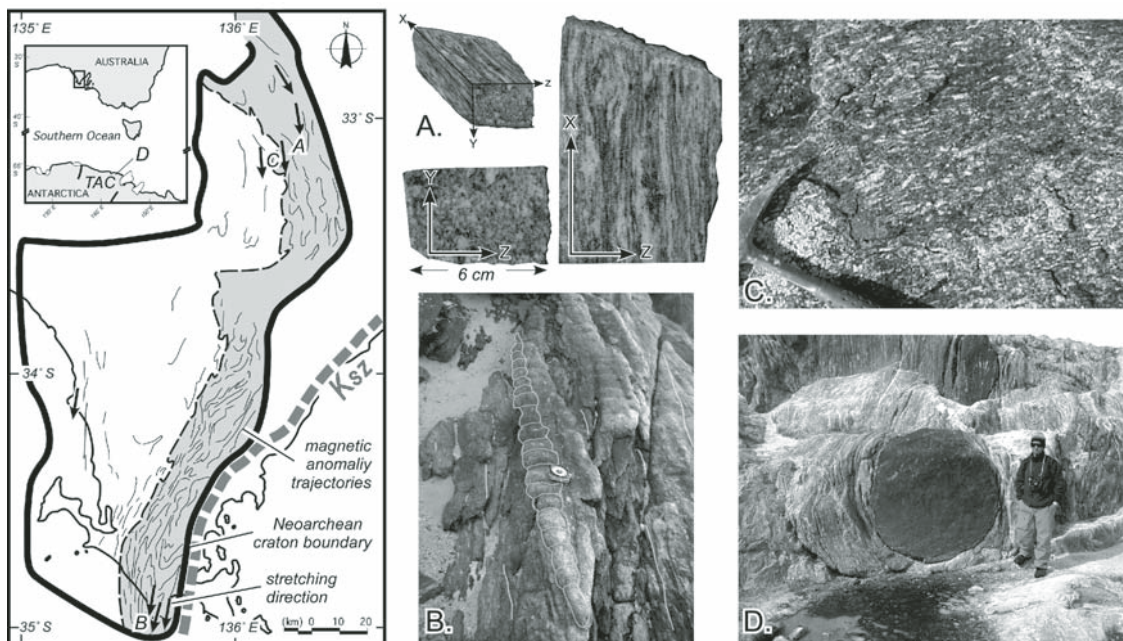 135° E
136° E
N
AUSTRALIA
Southern Ocean
D
TAC
ANTARCTICA
33° S
A
C
34° S
Ksz
magnetic
anomaliy
trajectories
Neoarchean
craton boundary
stretching
direction
B
(km) 0 10 20
35° S
136° E
X
Z
Y
A.
Y
Z
6 cm
X
Z
B.
C.
D.